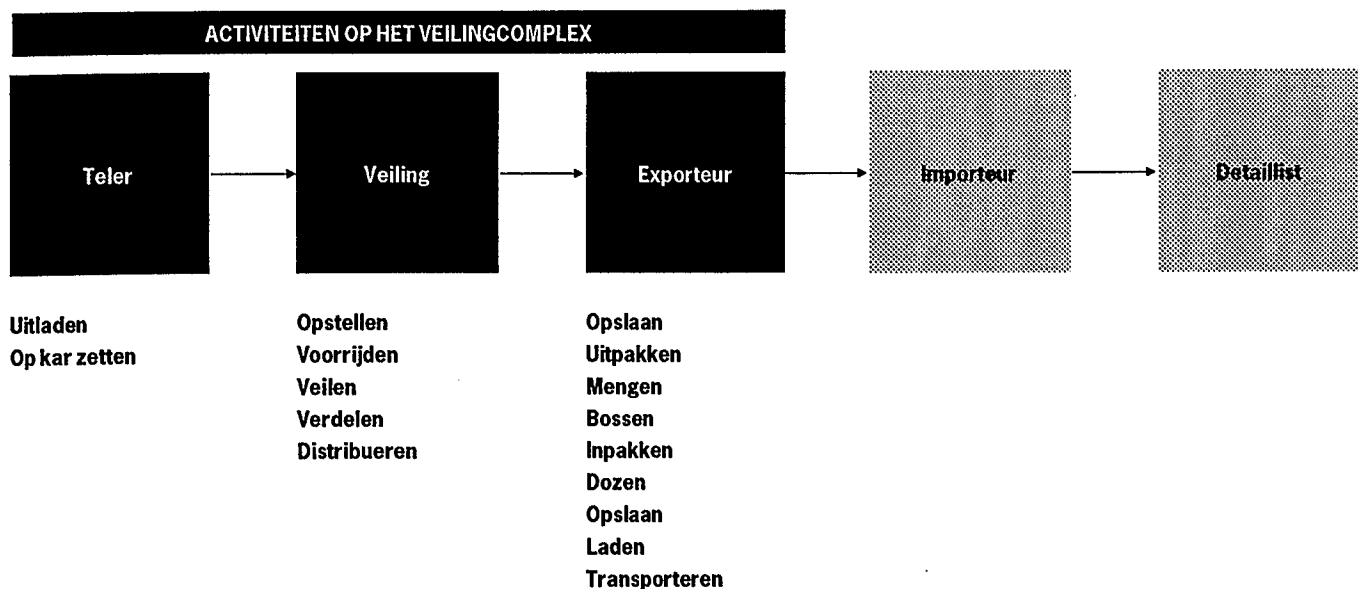 ACTIVITEITEN OP HET VEILINGCOMPLEX
Teler
Veiling
Exporteur
Importeur
Detaillist
Uitladen
Op kar zetten
Opstellen
Voorrijden
Veilen
Verdelen
Distribueren
Opslaan
Uitpakken
Mengen
Bossen
Inpakken
Dozen
Opslaan
Laden
Transporteren